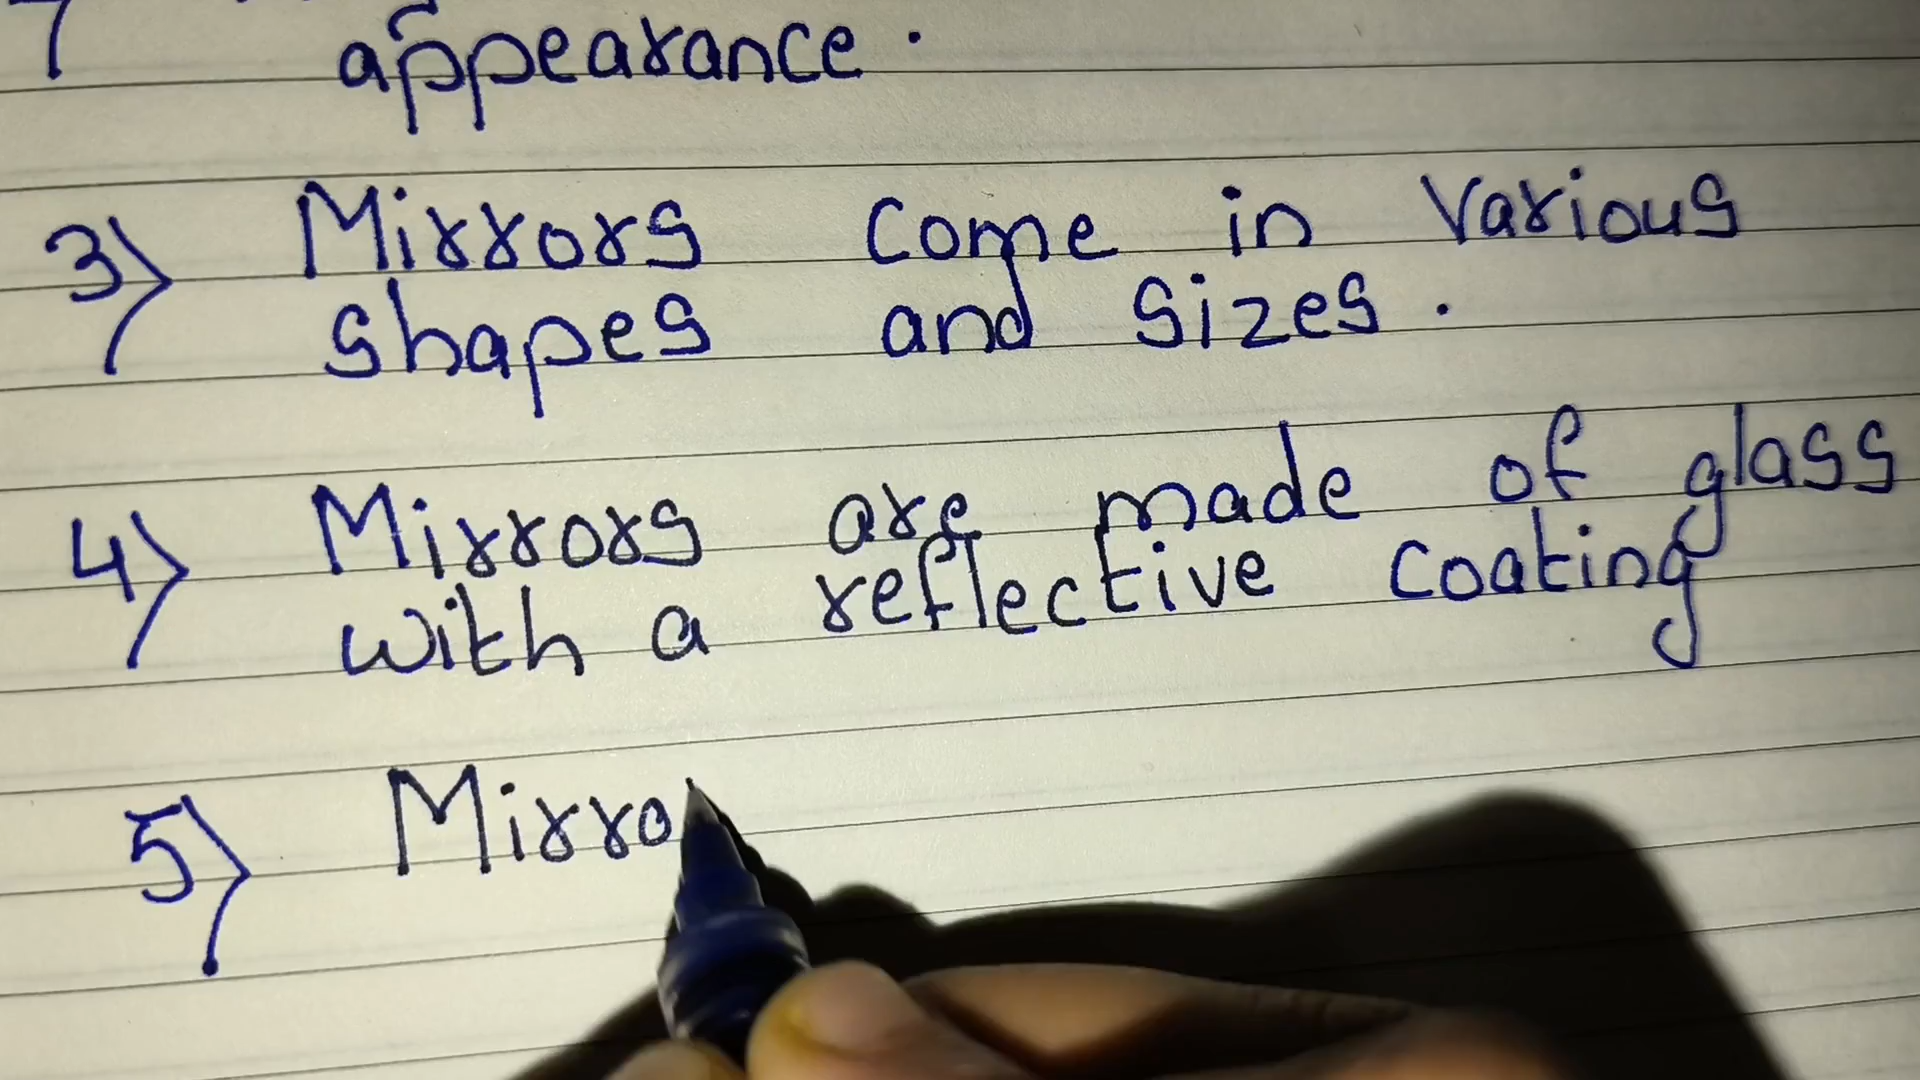 appearance.
3) Mirrors come in various
shapes and sizes.
4) Mirrors are made of glass
with a reflective coating
5) Mirro